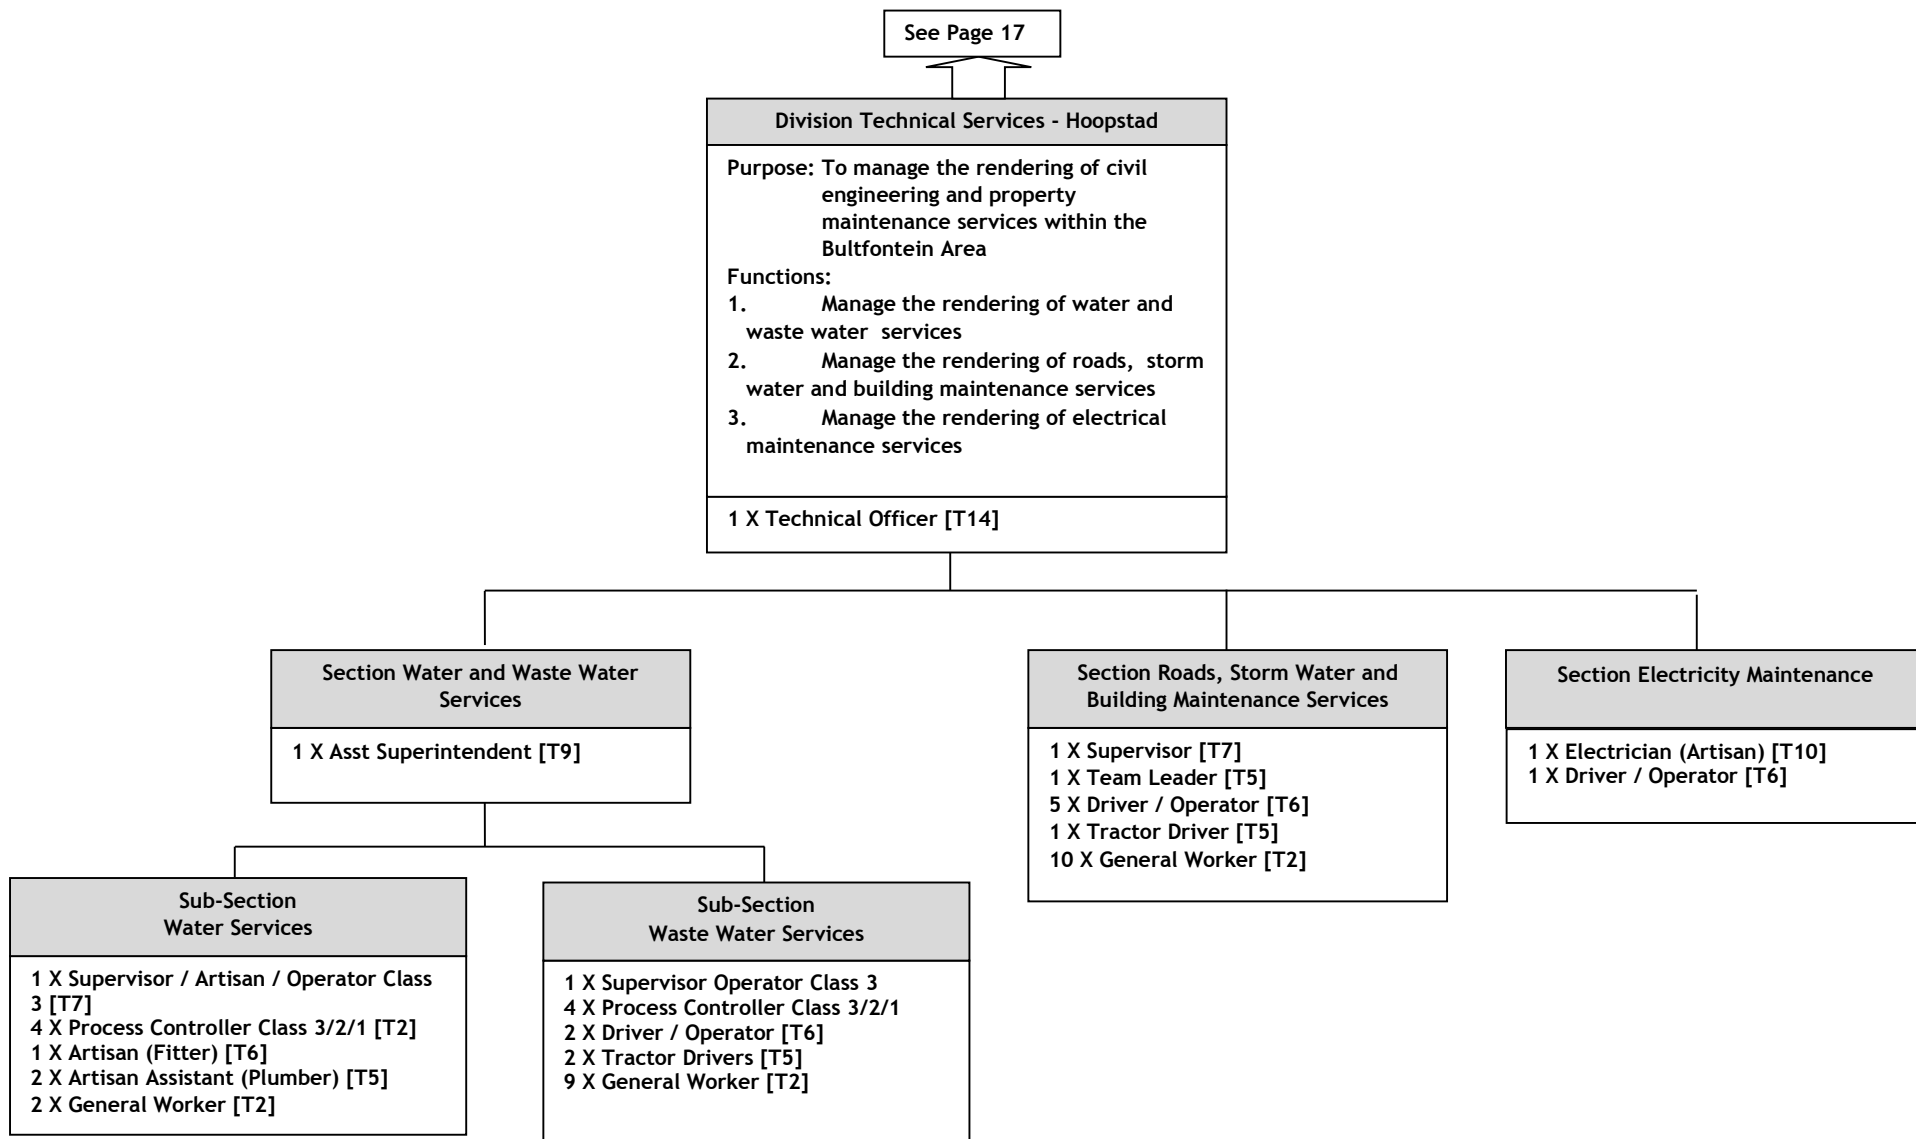 See Page 17
Division Technical Services - Hoopstad
Purpose: To manage the rendering of civil
engineering and property
maintenance services within the
Bultfontein Area
Functions:
1. Manage the rendering of water and
waste water services
2. Manage the rendering of roads, storm
water and building maintenance services
3. Manage the rendering of electrical
maintenance services
1 X Technical Officer [T14]
Section Water and Waste Water
Services
1 X Asst Superintendent [T9]
Section Roads, Storm Water and
Building Maintenance Services
1 X Supervisor [T7]
1 X Team Leader [T5]
5 X Driver / Operator [T6]
1 X Tractor Driver [T5]
10 X General Worker [T2]
Section Electricity Maintenance
1 X Electrician (Artisan) [T10]
1 X Driver / Operator [T6]
Sub-Section
Water Services
1 X Supervisor / Artisan / Operator Class
3 [T7]
4 X Process Controller Class 3/2/1 [T2]
1 X Artisan (Fitter) [T6]
2 X Artisan Assistant (Plumber) [T5]
2 X General Worker [T2]
Sub-Section
Waste Water Services
1 X Supervisor Operator Class 3
4 X Process Controller Class 3/2/1
2 X Driver / Operator [T6]
2 X Tractor Drivers [T5]
9 X General Worker [T2]